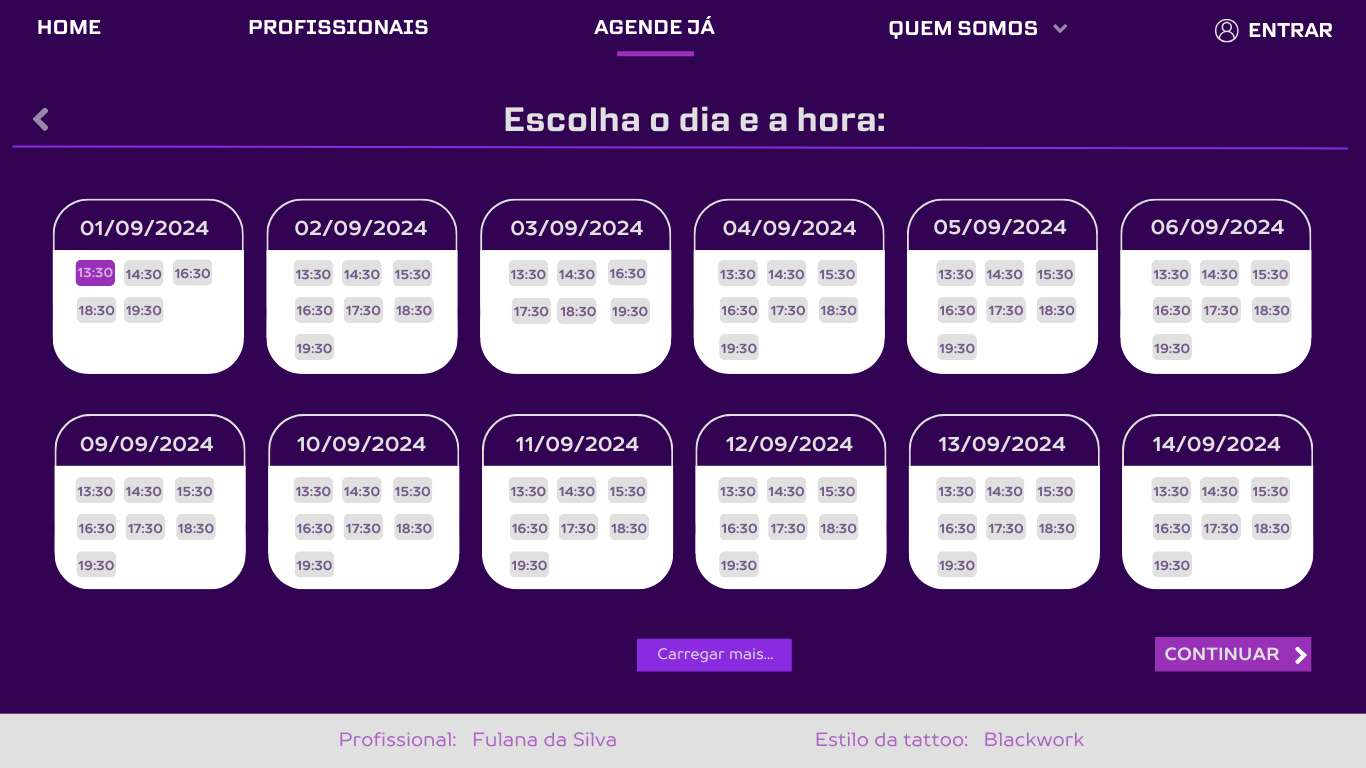 HOME PROFISSIONAIS AGENDE JÁ QUEM SOMOS ENTRAR
Escolha o dia e a hora:
01/09/2024
13:30 14:30 16:30
18:30 19:30
02/09/2024
13:30 14:30 15:30
16:30 17:30 18:30
19:30
03/09/2024
13:30 14:30 16:30
17:30 18:30 19:30
04/09/2024
13:30 14:30 15:30
16:30 17:30 18:30
19:30
05/09/2024
13:30 14:30 15:30
16:30 17:30 18:30
19:30
06/09/2024
13:30 14:30 15:30
16:30 17:30 18:30
19:30
09/09/2024
13:30 14:30 15:30
16:30 17:30 18:30
19:30
10/09/2024
13:30 14:30 15:30
16:30 17:30 18:30
19:30
11/09/2024
13:30 14:30 15:30
16:30 17:30 18:30
19:30
12/09/2024
13:30 14:30 15:30
16:30 17:30 18:30
19:30
13/09/2024
13:30 14:30 15:30
16:30 17:30 18:30
19:30
14/09/2024
13:30 14:30 15:30
16:30 17:30 18:30
19:30
Carregar mais...
CONTINUAR
Profissional: Fulana da Silva
Estilo da tattoo: Blackwork